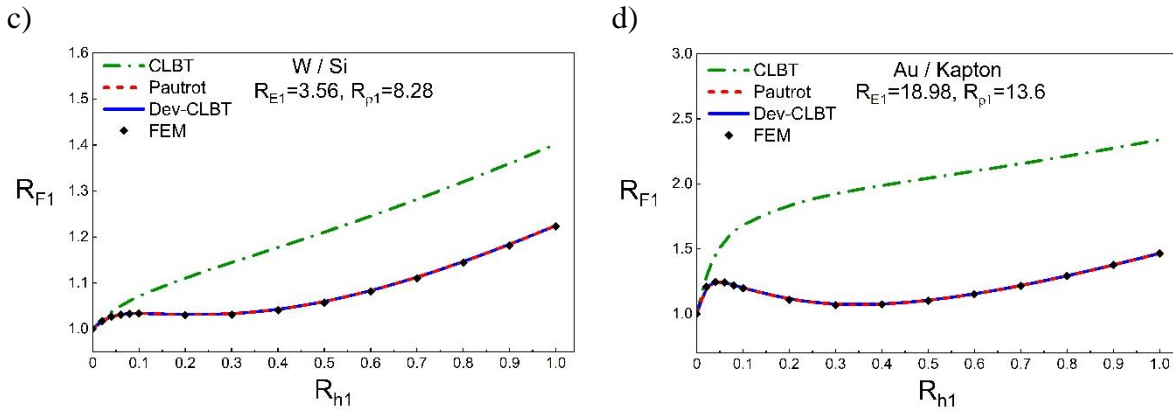 c)
1.6
1.5
1.4
1.3
1.2
1.1
1.0
R_F1
CLBT
Pautrot
Dev-CLBT
FEM
W / Si
R_E1=3.56, R_ρ1=8.28
0.0 0.1 0.2 0.3 0.4 0.5 0.6 0.7 0.8 0.9 1.0
R_h1
d)
3.0
2.5
2.0
1.5
1.0
R_F1
CLBT
Pautrot
Dev-CLBT
FEM
Au / Kapton
R_E1=18.98, R_ρ1=13.6
0.0 0.1 0.2 0.3 0.4 0.5 0.6 0.7 0.8 0.9 1.0
R_h1